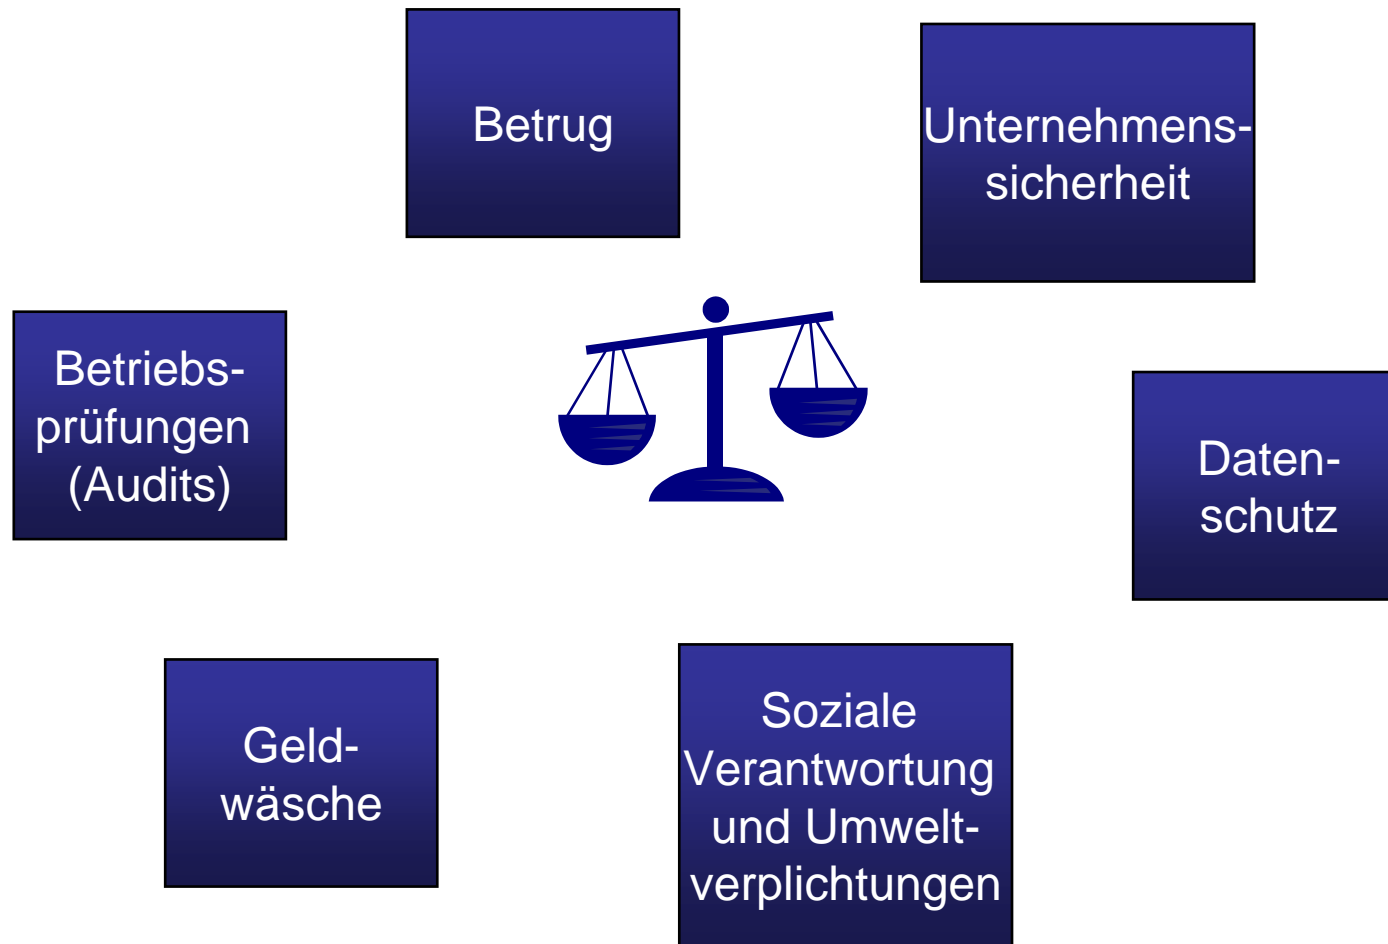 Betrug
Unternehmens-
sicherheit
Betriebs-
prüfungen
(Audits)
Daten-
schutz
Geld-
wäsche
Soziale
Verantwortung
und Umwelt-
verplichtungen